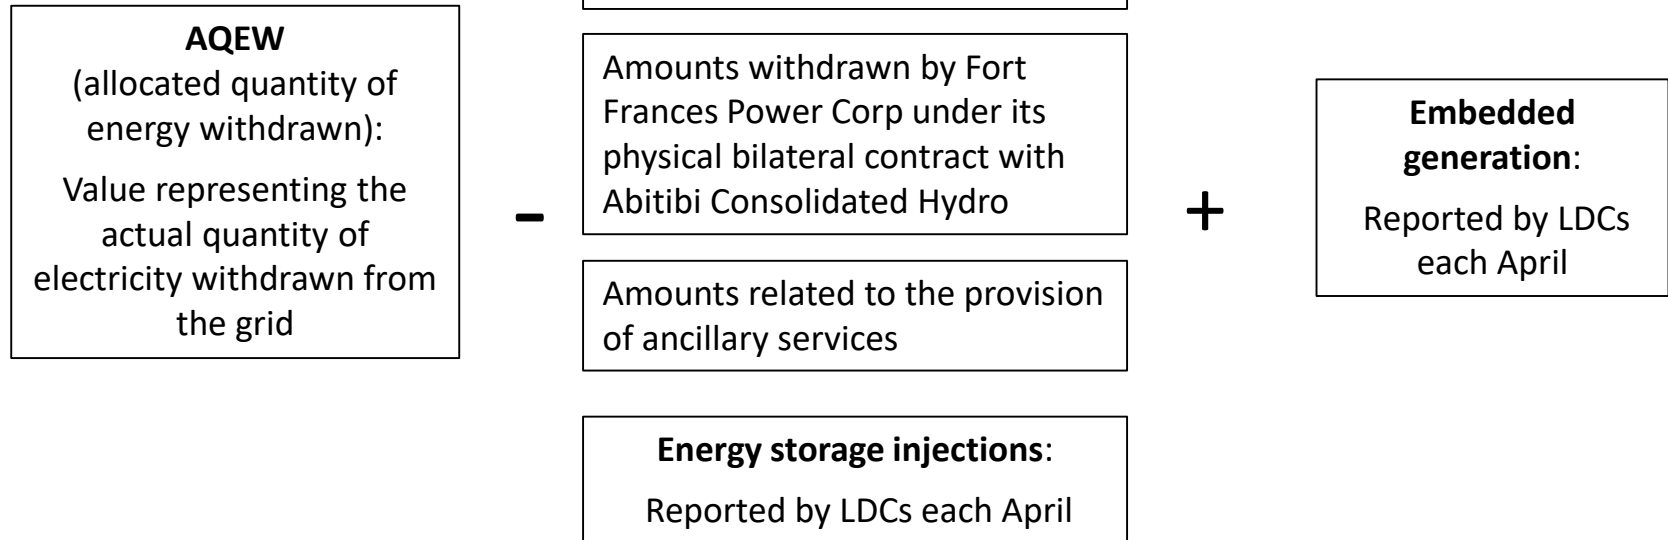 AQEW
(allocated quantity of
energy withdrawn):
Value representing the
actual quantity of
electricity withdrawn from
the grid
-
Amounts withdrawn by Fort
Frances Power Corp under its
physical bilateral contract with
Abitibi Consolidated Hydro
Amounts related to the provision
of ancillary services
Energy storage injections:
Reported by LDCs each April
+
Embedded
generation:
Reported by LDCs
each April